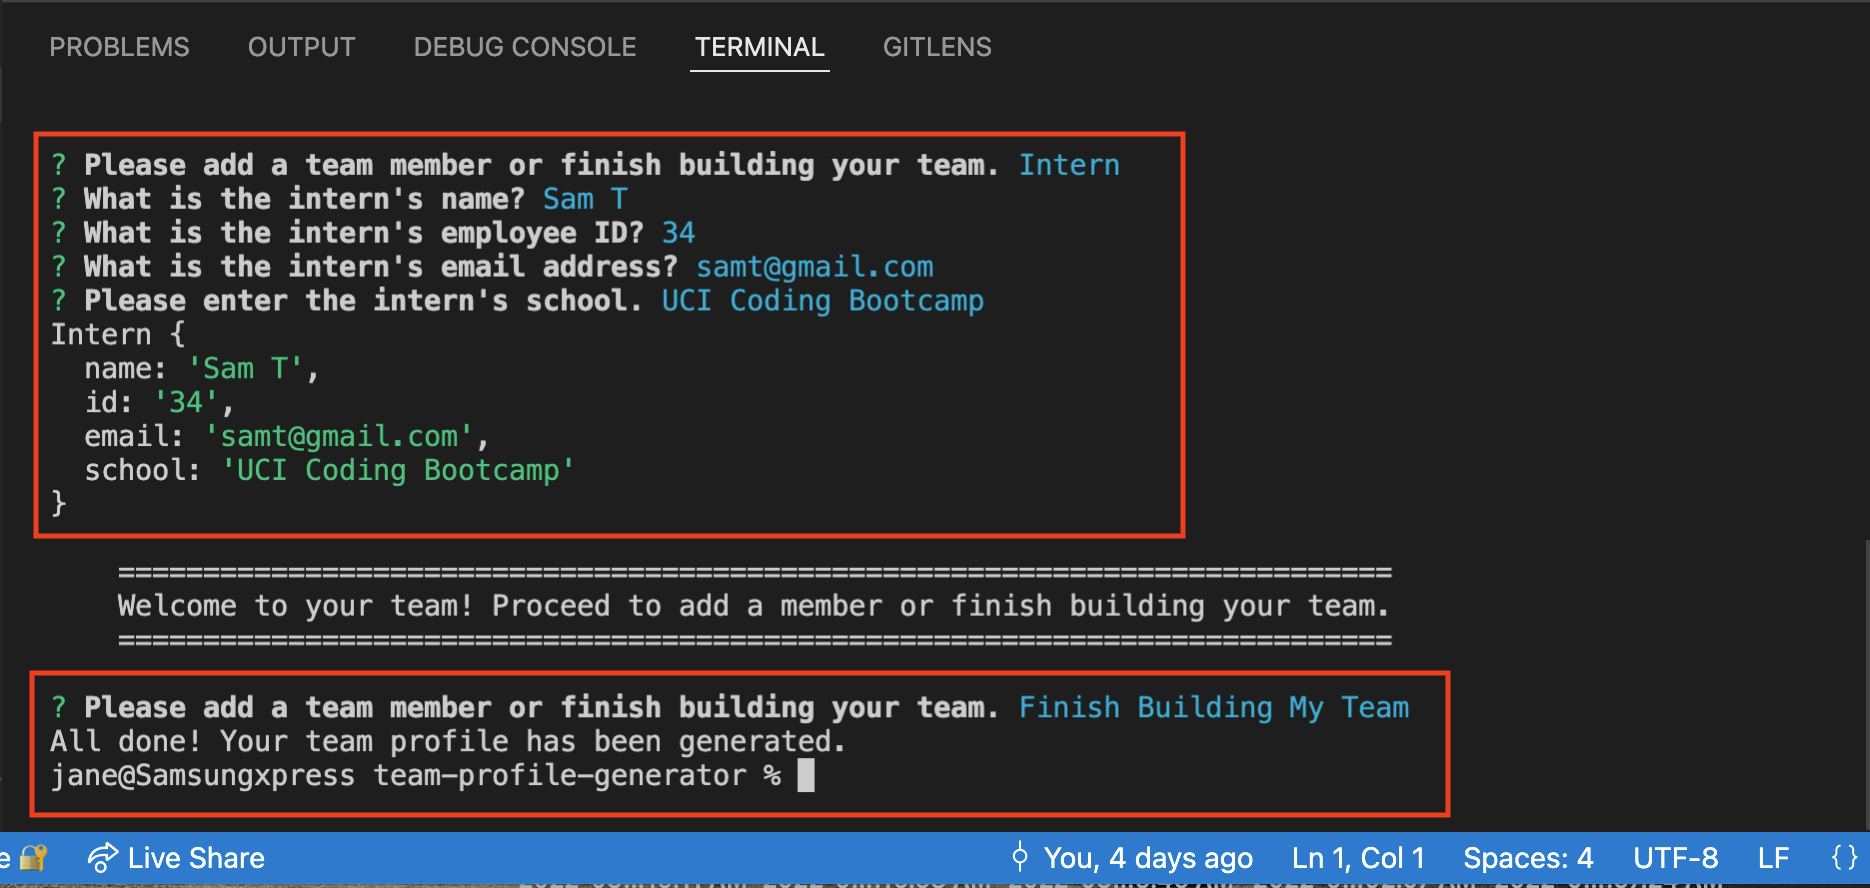 PROBLEMS OUTPUT DEBUG CONSOLE TERMINAL GITLENS
? Please add a team member or finish building your team. Intern
? What is the intern's name? Sam T
? What is the intern's employee ID? 34
? What is the intern's email address? samt@gmail.com
? Please enter the intern's school. UCI Coding Bootcamp
Intern {
  name: 'Sam T',
  id: '34',
  email: 'samt@gmail.com',
  school: 'UCI Coding Bootcamp'
}
===========================================================================
Welcome to your team! Proceed to add a member or finish building your team.
===========================================================================
? Please add a team member or finish building your team. Finish Building My Team
All done! Your team profile has been generated.
jane@Samsungxpress team-profile-generator %
Live Share You, 4 days ago Ln 1, Col 1 Spaces: 4 UTF-8 LF {}